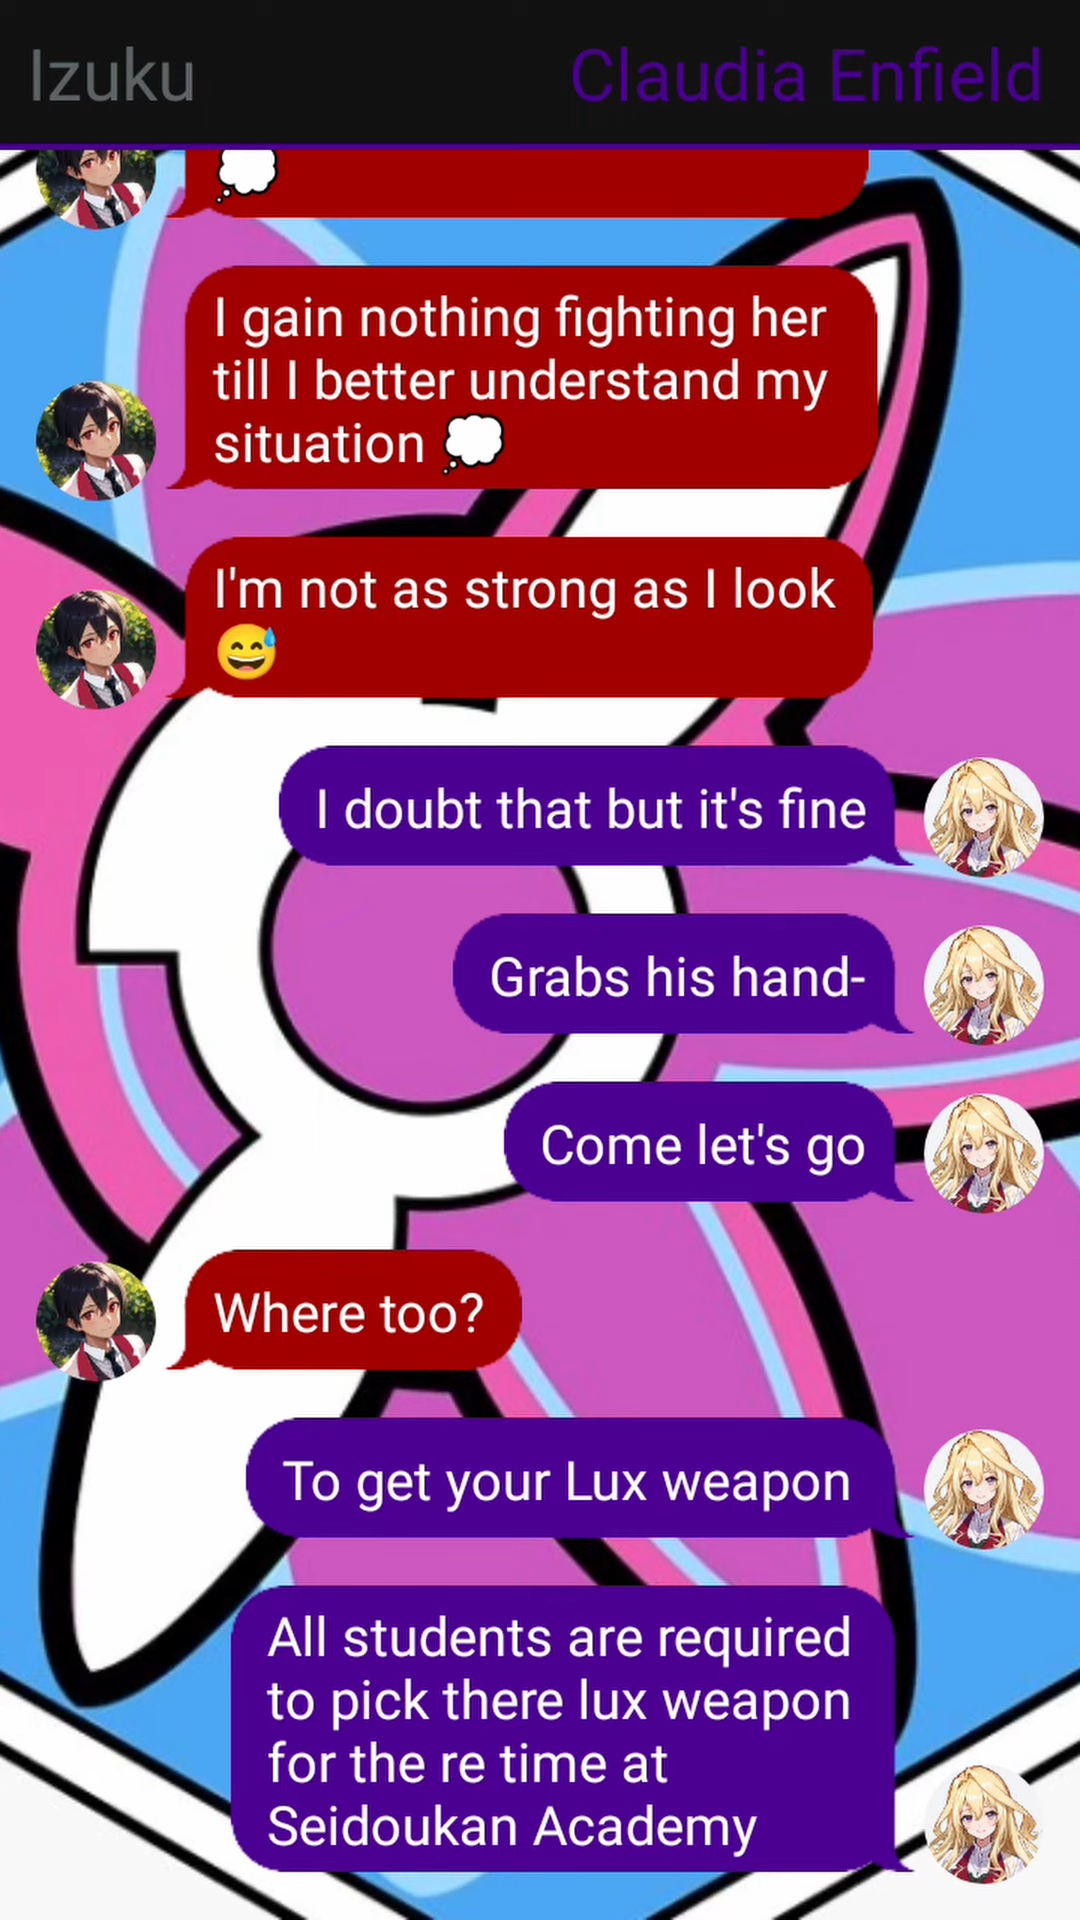 Izuku
Claudia Enfield
💭
I gain nothing fighting her
till I better understand my
situation 💭
I'm not as strong as I look
😅
I doubt that but it's fine
Grabs his hand-
Come let's go
Where too?
To get your Lux weapon
All students are required
to pick there lux weapon
for the re time at
Seidoukan Academy